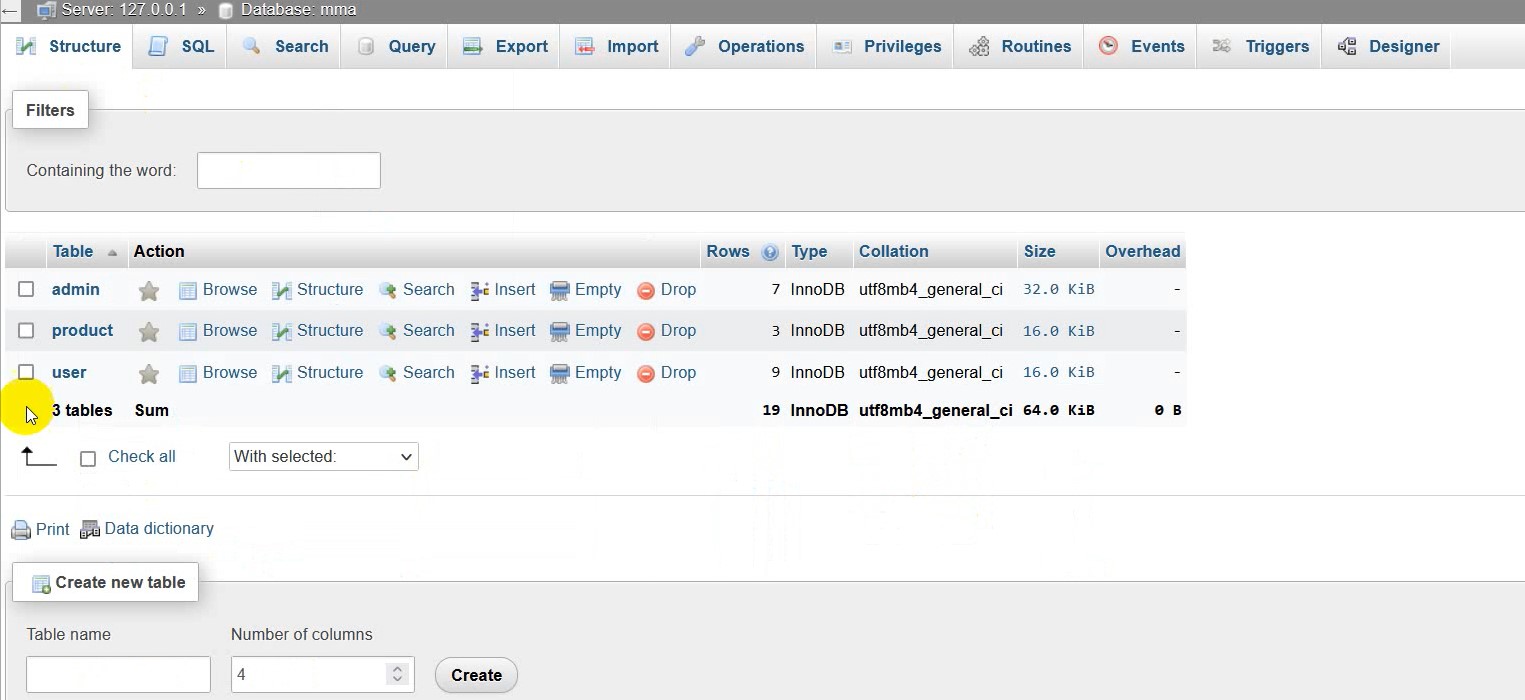 Server: 127.0.0.1 » Database: mma
Structure SQL Search Query Export Import Operations Privileges Routines Events Triggers Designer
Filters
Containing the word:
Table Action Rows Type Collation Size Overhead
admin Browse Structure Search Insert Empty Drop 7 InnoDB utf8mb4_general_ci 32.0 KiB -
product Browse Structure Search Insert Empty Drop 3 InnoDB utf8mb4_general_ci 16.0 KiB -
user Browse Structure Search Insert Empty Drop 9 InnoDB utf8mb4_general_ci 16.0 KiB -
3 tables Sum 19 InnoDB utf8mb4_general_ci 64.0 KiB 0 B
Check all With selected:
Print Data dictionary
Create new table
Table name Number of columns
4 Create